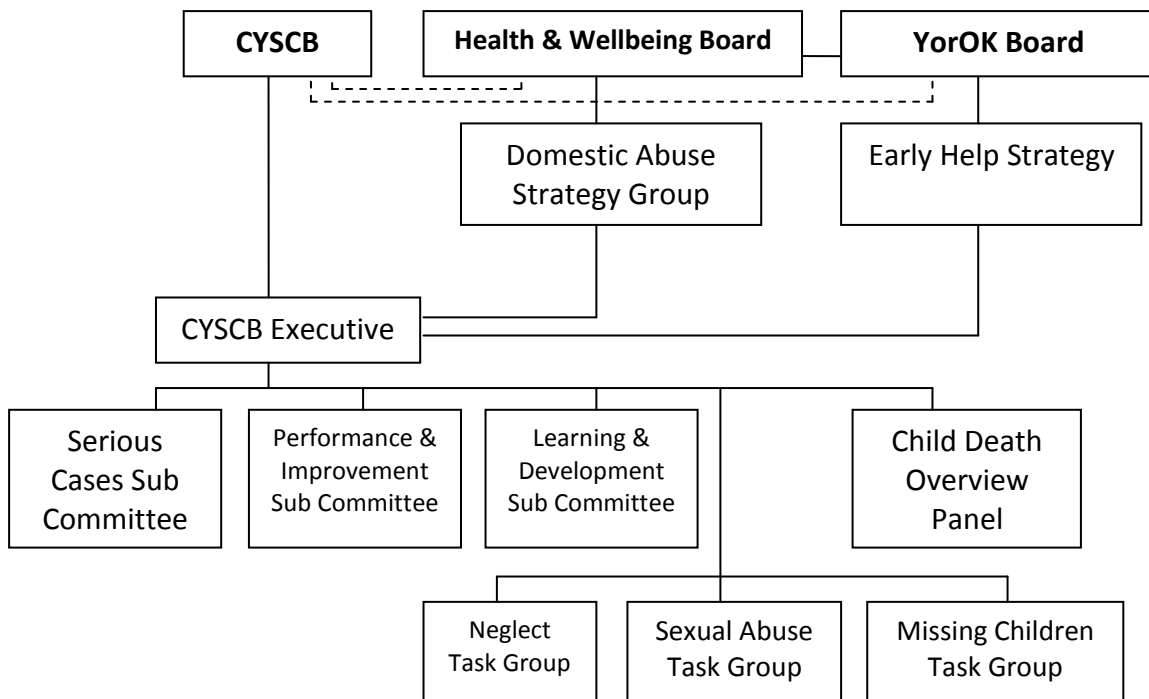 CYSCB
Health & Wellbeing Board
YorOK Board
Domestic Abuse
Strategy Group
Early Help Strategy
CYSCB Executive
Serious
Cases Sub
Committee
Performance &
Improvement
Sub Committee
Learning &
Development
Sub Committee
Child Death
Overview
Panel
Neglect
Task Group
Sexual Abuse
Task Group
Missing Children
Task Group